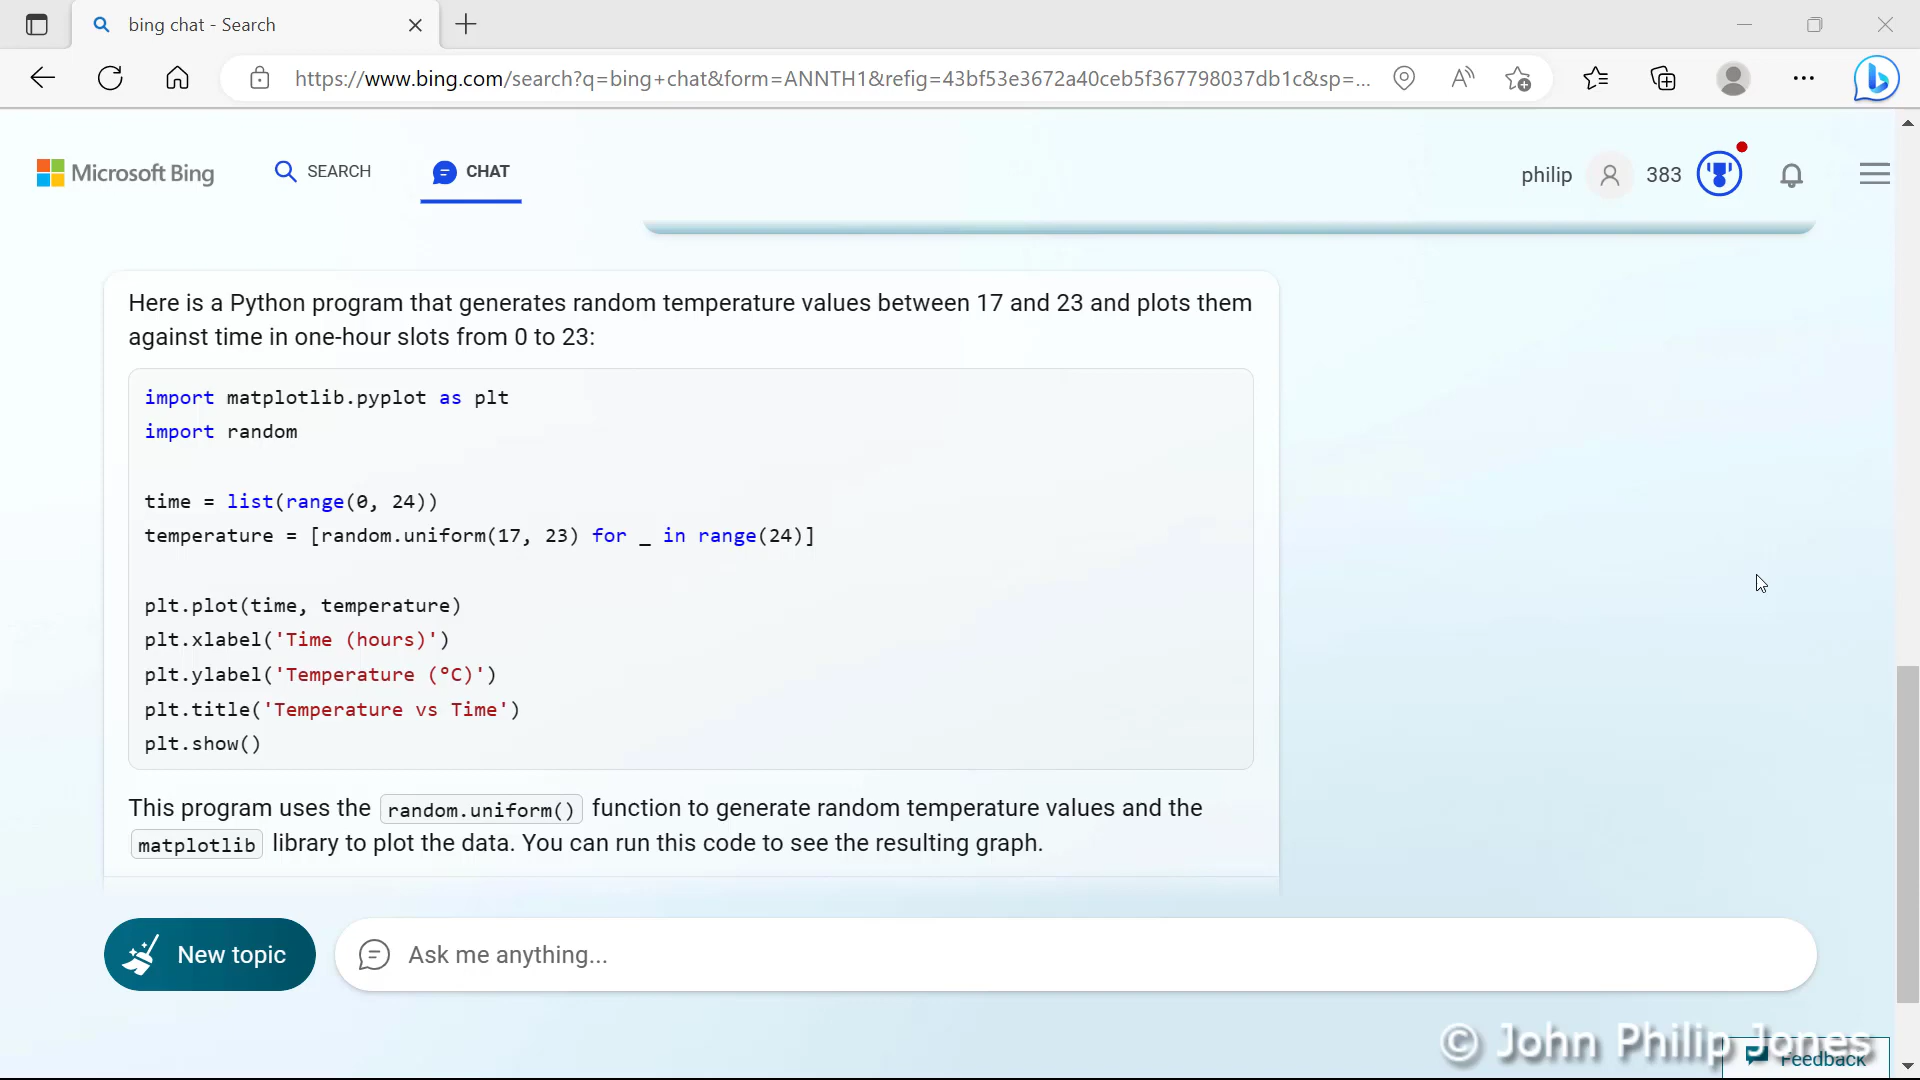 bing chat - Search
https://www.bing.com/search?q=bing+chat&form=ANNTH1&refig=43bf53e3672a40ceb5f367798037db1c&sp=...
Microsoft Bing
SEARCH
CHAT
philip
383
Here is a Python program that generates random temperature values between 17 and 23 and plots them
against time in one-hour slots from 0 to 23:
import matplotlib.pyplot as plt
import random
time = list(range(0, 24))
temperature = [random.uniform(17, 23) for _ in range(24)]
plt.plot(time, temperature)
plt.xlabel('Time (hours)')
plt.ylabel('Temperature (°C)')
plt.title('Temperature vs Time')
plt.show()
This program uses the random.uniform() function to generate random temperature values and the
matplotlib library to plot the data. You can run this code to see the resulting graph.
New topic
Ask me anything...
© John Philip Jones
Feedback